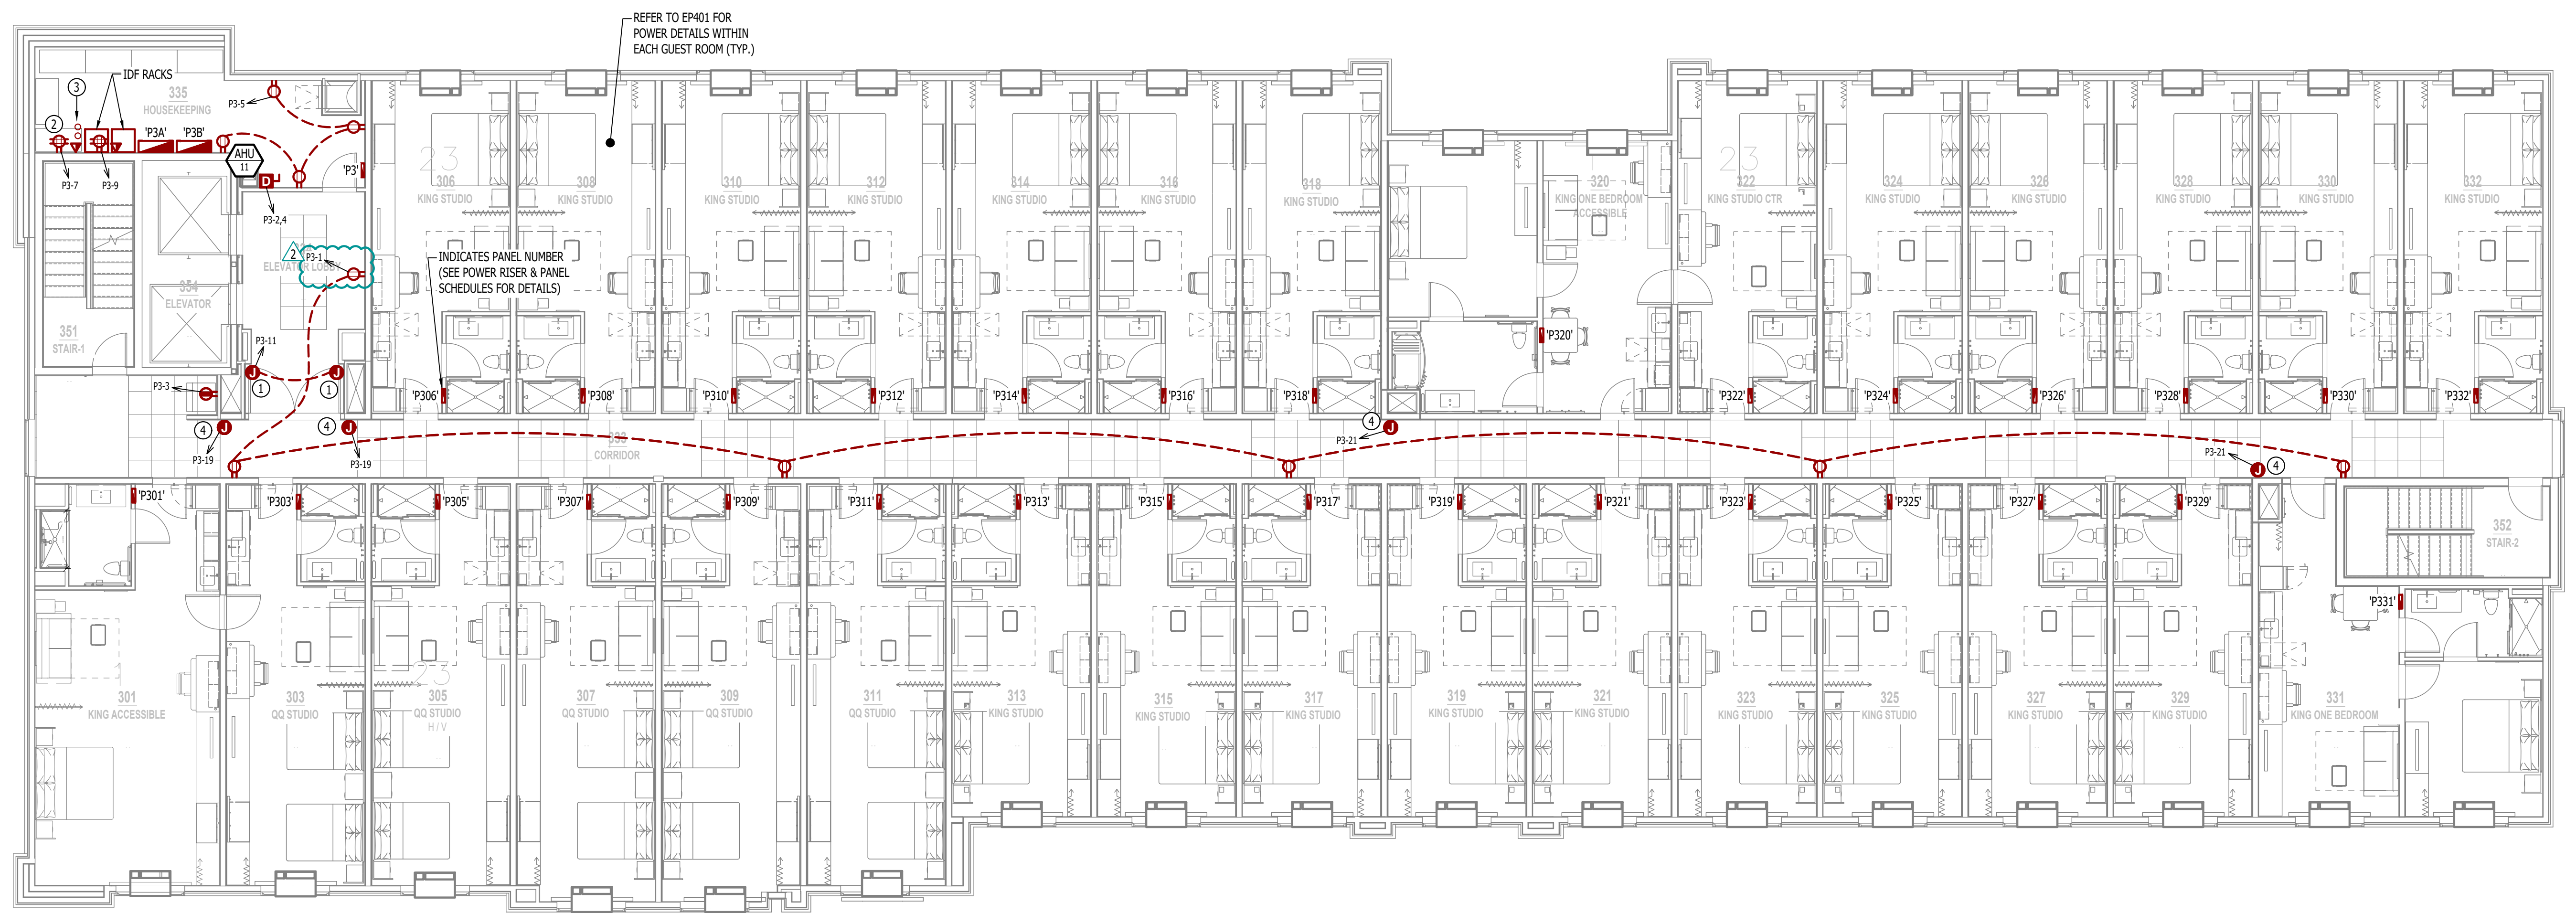 REFER TO EP401 FOR
POWER DETAILS WITHIN
EACH GUEST ROOM (TYP.)
IDF RACKS
3
335
HOUSEKEEPING
P3-5
2
'P3A'
'P3B'
AHU
11
'P3'
P3-7
P3-9
D
P3-2,4
2
P3-1
ELEVATOR LOBBY
354
ELEVATOR
351
STAIR-1
P3-11
1
1
P3-3
J
J
INDICATES PANEL NUMBER
(SEE POWER RISER & PANEL
SCHEDULES FOR DETAILS)
23
306
KING STUDIO
308
KING STUDIO
310
KING STUDIO
312
KING STUDIO
314
KING STUDIO
316
KING STUDIO
318
KING STUDIO
320
KING ONE BEDROOM
ACCESSIBLE
23
322
KING STUDIO CTR
324
KING STUDIO
326
KING STUDIO
328
KING STUDIO
330
KING STUDIO
332
KING STUDIO
'P320'
'P306'
'P308'
'P310'
'P312'
'P314'
'P316'
'P318'
'P322'
'P324'
'P326'
'P328'
'P330'
'P332'
4
J
P3-19
4
J
P3-19
333
CORRIDOR
4
J
P3-21
P3-21
J
4
'P301'
'P303'
'P305'
'P307'
'P309'
'P311'
'P313'
'P315'
'P317'
'P319'
'P321'
'P323'
'P325'
'P327'
'P329'
352
STAIR-2
'P331'
301
KING ACCESSIBLE
303
QQ STUDIO
23
305
QQ STUDIO
H / V
307
QQ STUDIO
309
QQ STUDIO
311
QQ STUDIO
313
KING STUDIO
315
KING STUDIO
317
KING STUDIO
319
KING STUDIO
321
KING STUDIO
323
KING STUDIO
325
KING STUDIO
327
KING STUDIO
329
KING STUDIO
331
KING ONE BEDROOM